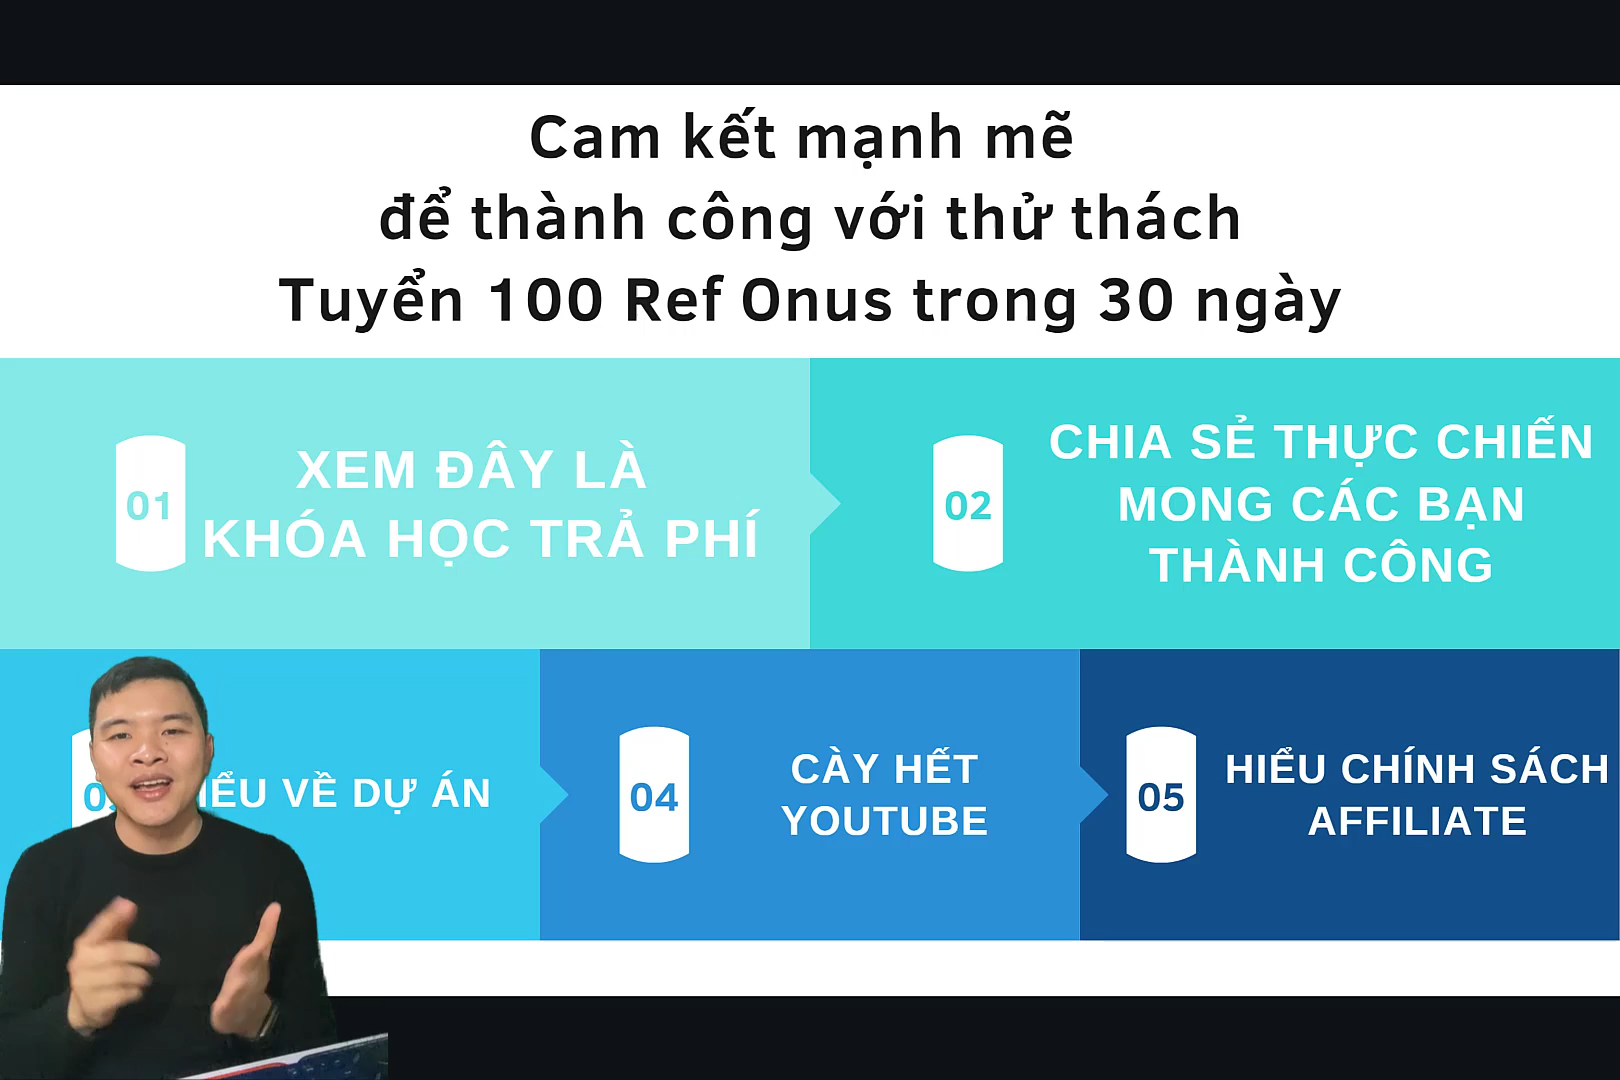 Cam kết mạnh mẽ
để thành công với thử thách
Tuyển 100 Ref Onus trong 30 ngày
01
XEM ĐÂY LÀ
KHÓA HỌC TRẢ PHÍ
02
CHIA SẺ THỰC CHIẾN
MONG CÁC BẠN
THÀNH CÔNG
VỀ DỰ ÁN
04
CÀY HẾT
YOUTUBE
05
HIỂU CHÍNH SÁCH
AFFILIATE